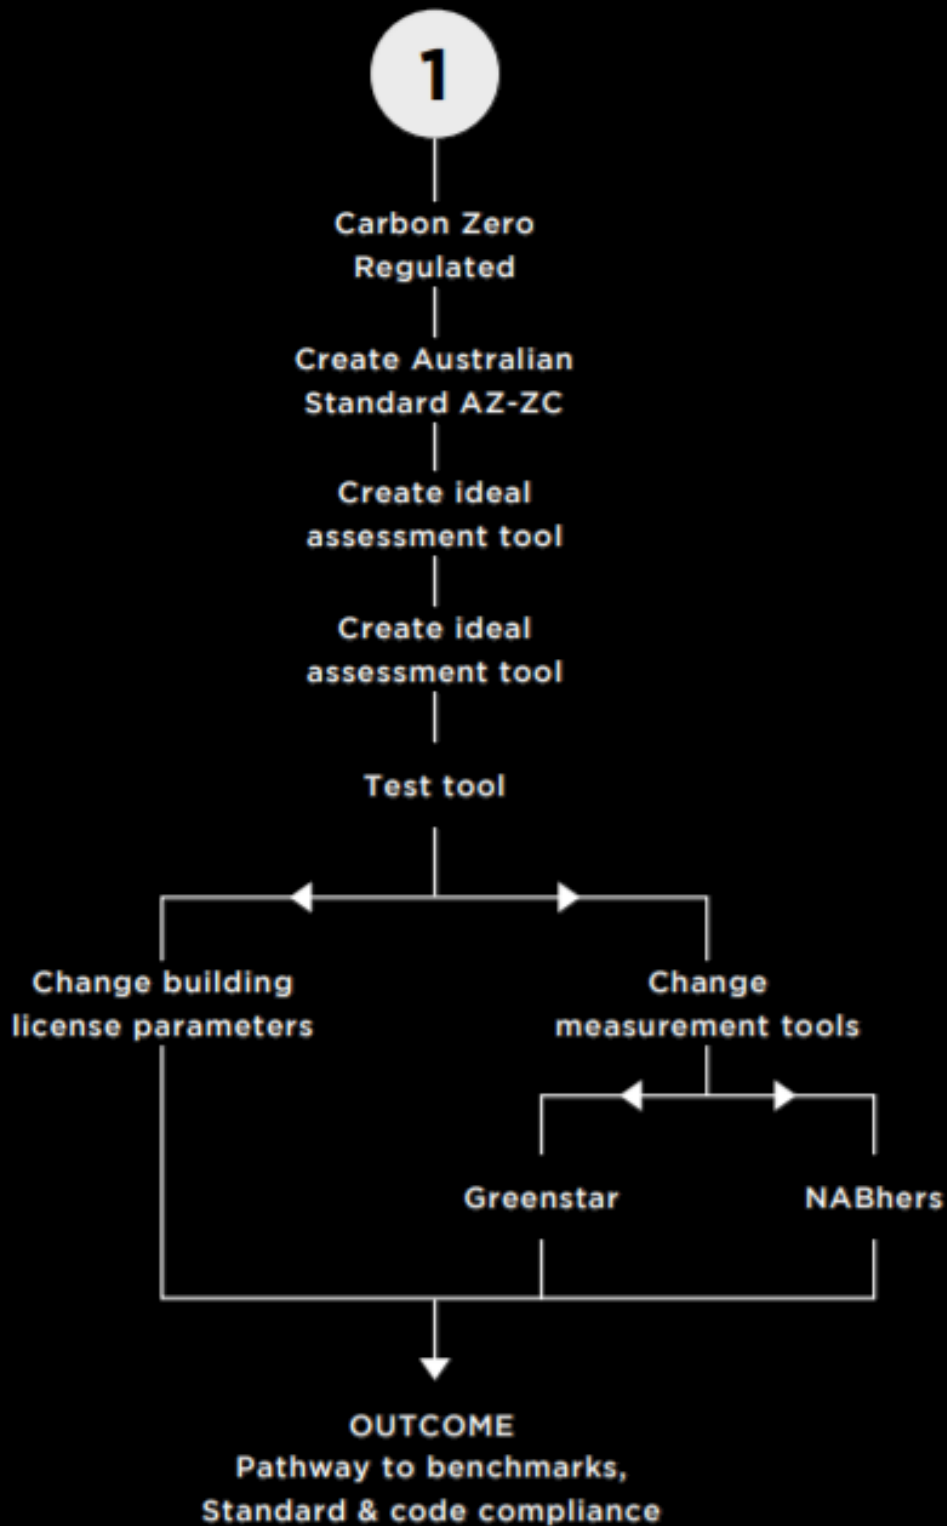 1
Carbon Zero
Regulated
Create Australian
Standard AZ-ZC
Create ideal
assessment tool
Create ideal
assessment tool
Test tool
Change building
license parameters
Change
measurement tools
Greenstar
NABhers
OUTCOME
Pathway to benchmarks,
Standard & code compliance